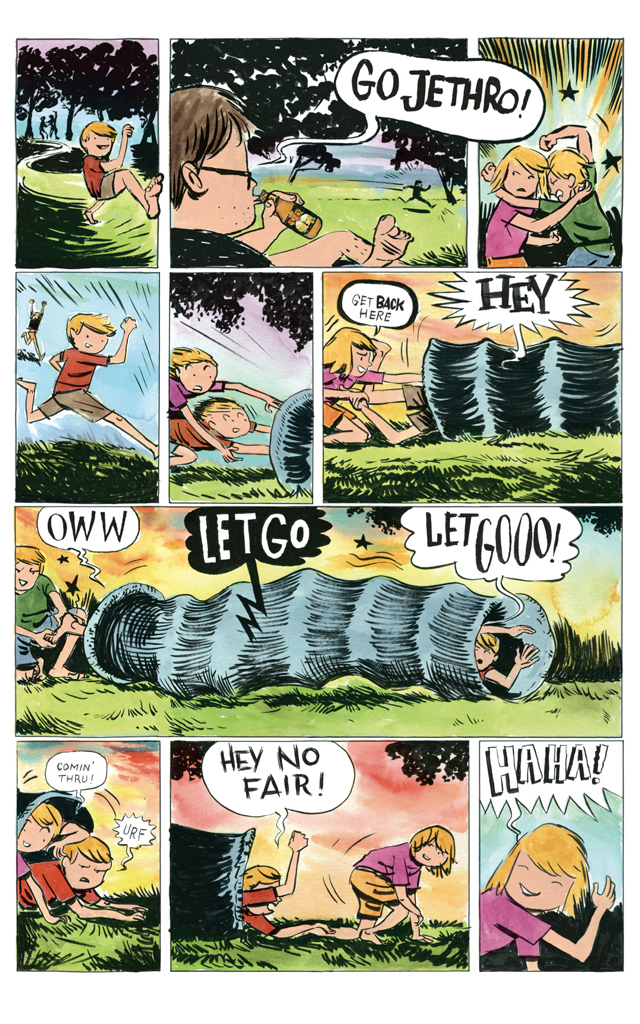 GO JETHRO!
GET BACK
HERE
HEY
OWW
LET GO
LET GOOO!
COMIN'
THRU!
URF
HEY NO
FAIR!
HAHA!